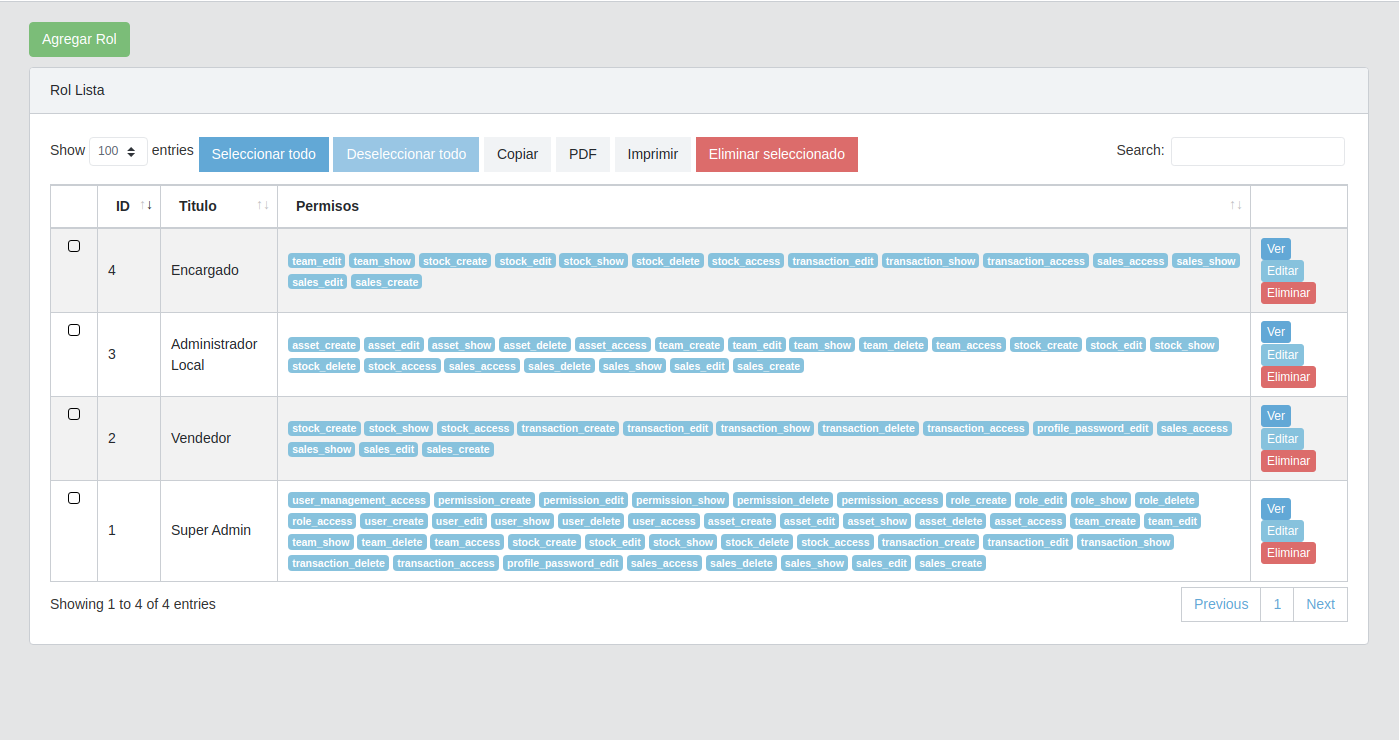 Agregar Rol
Rol Lista
Show 100 entries Seleccionar todo Deseleccionar todo Copiar PDF Imprimir Eliminar seleccionado Search:
ID Titulo Permisos
4 Encargado
team_edit team_show stock_create stock_edit stock_show stock_delete stock_access transaction_edit transaction_show transaction_access sales_access sales_show
sales_edit sales_create
Ver
Editar
Eliminar
3 Administrador
Local
asset_create asset_edit asset_show asset_delete asset_access team_create team_edit team_show team_delete team_access stock_create stock_edit stock_show
stock_delete stock_access sales_access sales_delete sales_show sales_edit sales_create
Ver
Editar
Eliminar
2 Vendedor
stock_create stock_show stock_access transaction_create transaction_edit transaction_show transaction_delete transaction_access profile_password_edit sales_access
sales_show sales_edit sales_create
Ver
Editar
Eliminar
1 Super Admin
user_management_access permission_create permission_edit permission_show permission_delete permission_access role_create role_edit role_show role_delete
role_access user_create user_edit user_show user_delete user_access asset_create asset_edit asset_show asset_delete asset_access team_create team_edit
team_show team_delete team_access stock_create stock_edit stock_show stock_delete stock_access transaction_create transaction_edit transaction_show
transaction_delete transaction_access profile_password_edit sales_access sales_delete sales_show sales_edit sales_create
Ver
Editar
Eliminar
Showing 1 to 4 of 4 entries Previous 1 Next